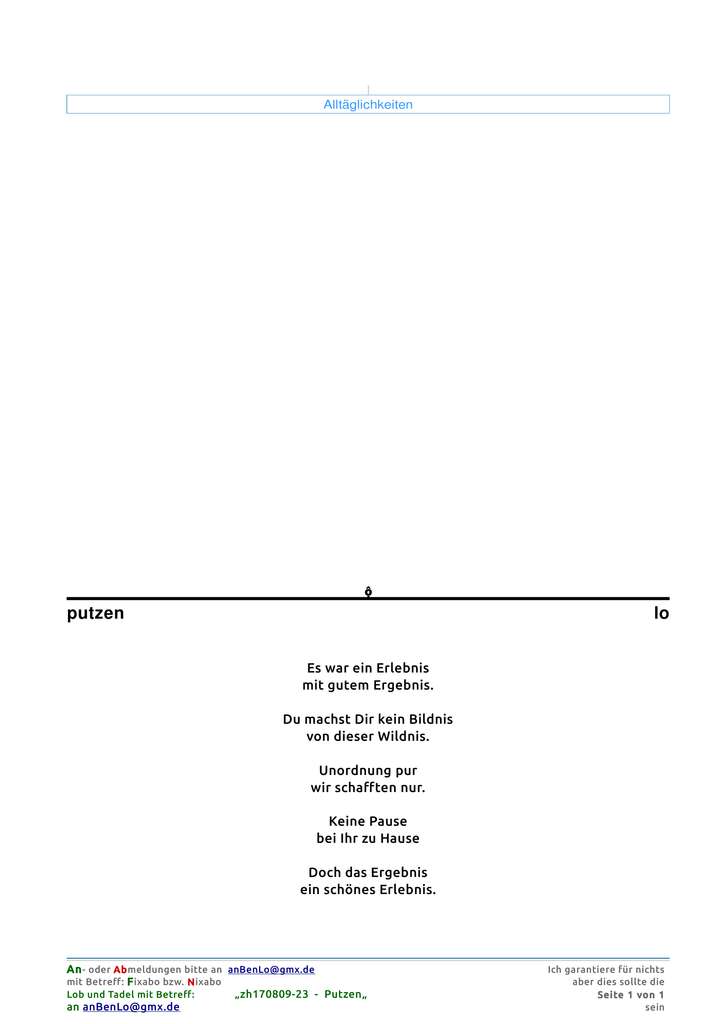 Alltäglichkeiten
putzen lo
Es war ein Erlebnis
mit gutem Ergebnis.
Du machst Dir kein Bildnis
von dieser Wildnis.
Unordnung pur
wir schafften nur.
Keine Pause
bei Ihr zu Hause
Doch das Ergebnis
ein schönes Erlebnis.
An- oder Abmeldungen bitte an anBenLo@gmx.de
mit Betreff: Fixabo bzw. Nixabo
Lob und Tadel mit Betreff: „zh170809-23 - Putzen„
an anBenLo@gmx.de
Ich garantiere für nichts
aber dies sollte die
Seite 1 von 1
sein